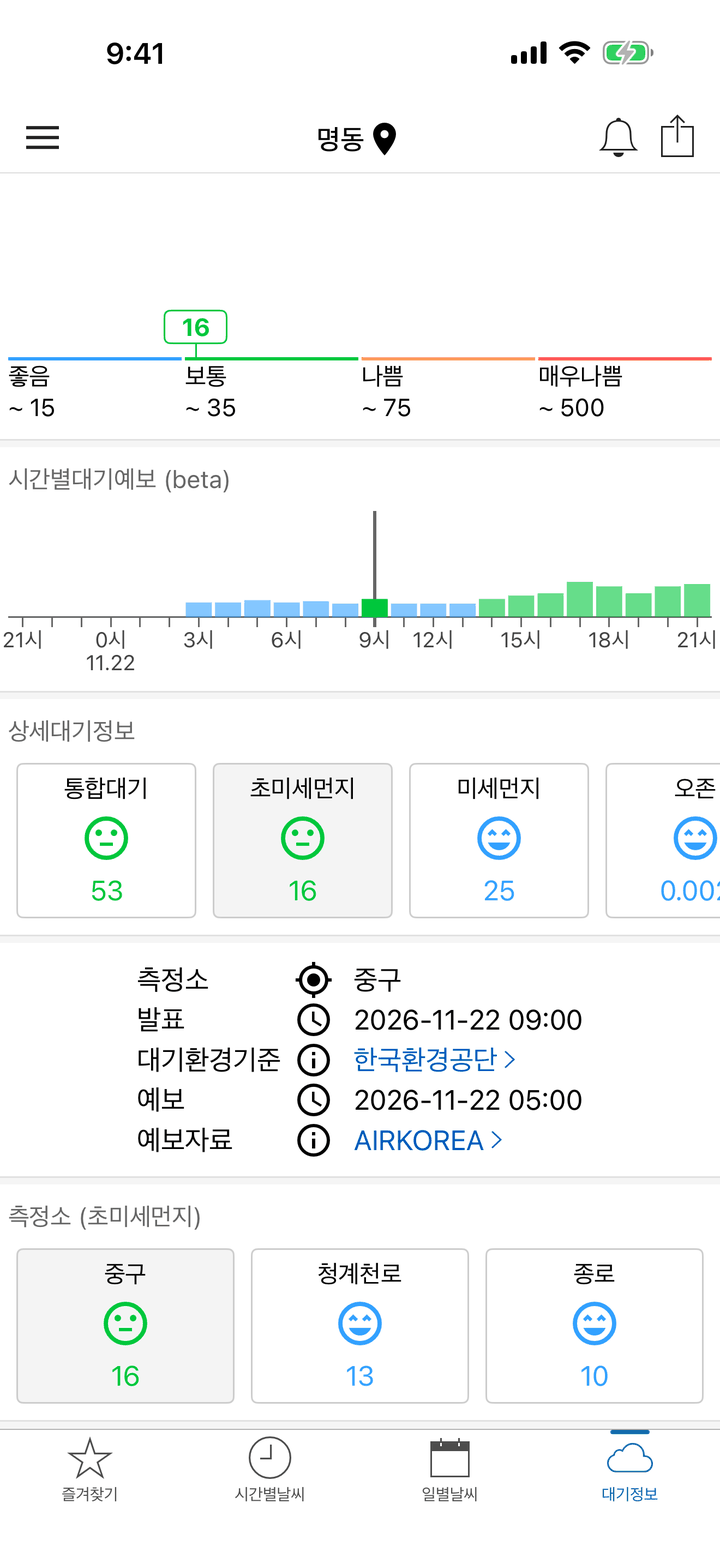 9:41
명동
16
좋음 보통 나쁨 매우나쁨
~ 15 ~ 35 ~ 75 ~ 500
시간별대기예보 (beta)
21시 0시 3시 6시 9시 12시 15시 18시 21시
11.22
상세대기정보
통합대기 초미세먼지 미세먼지 오존
53 16 25 0.002
측정소 중구
발표 2026-11-22 09:00
대기환경기준 한국환경공단 >
예보 2026-11-22 05:00
예보자료 AIRKOREA >
측정소 (초미세먼지)
중구 청계천로 종로
16 13 10
즐겨찾기 시간별날씨 일별날씨 대기정보